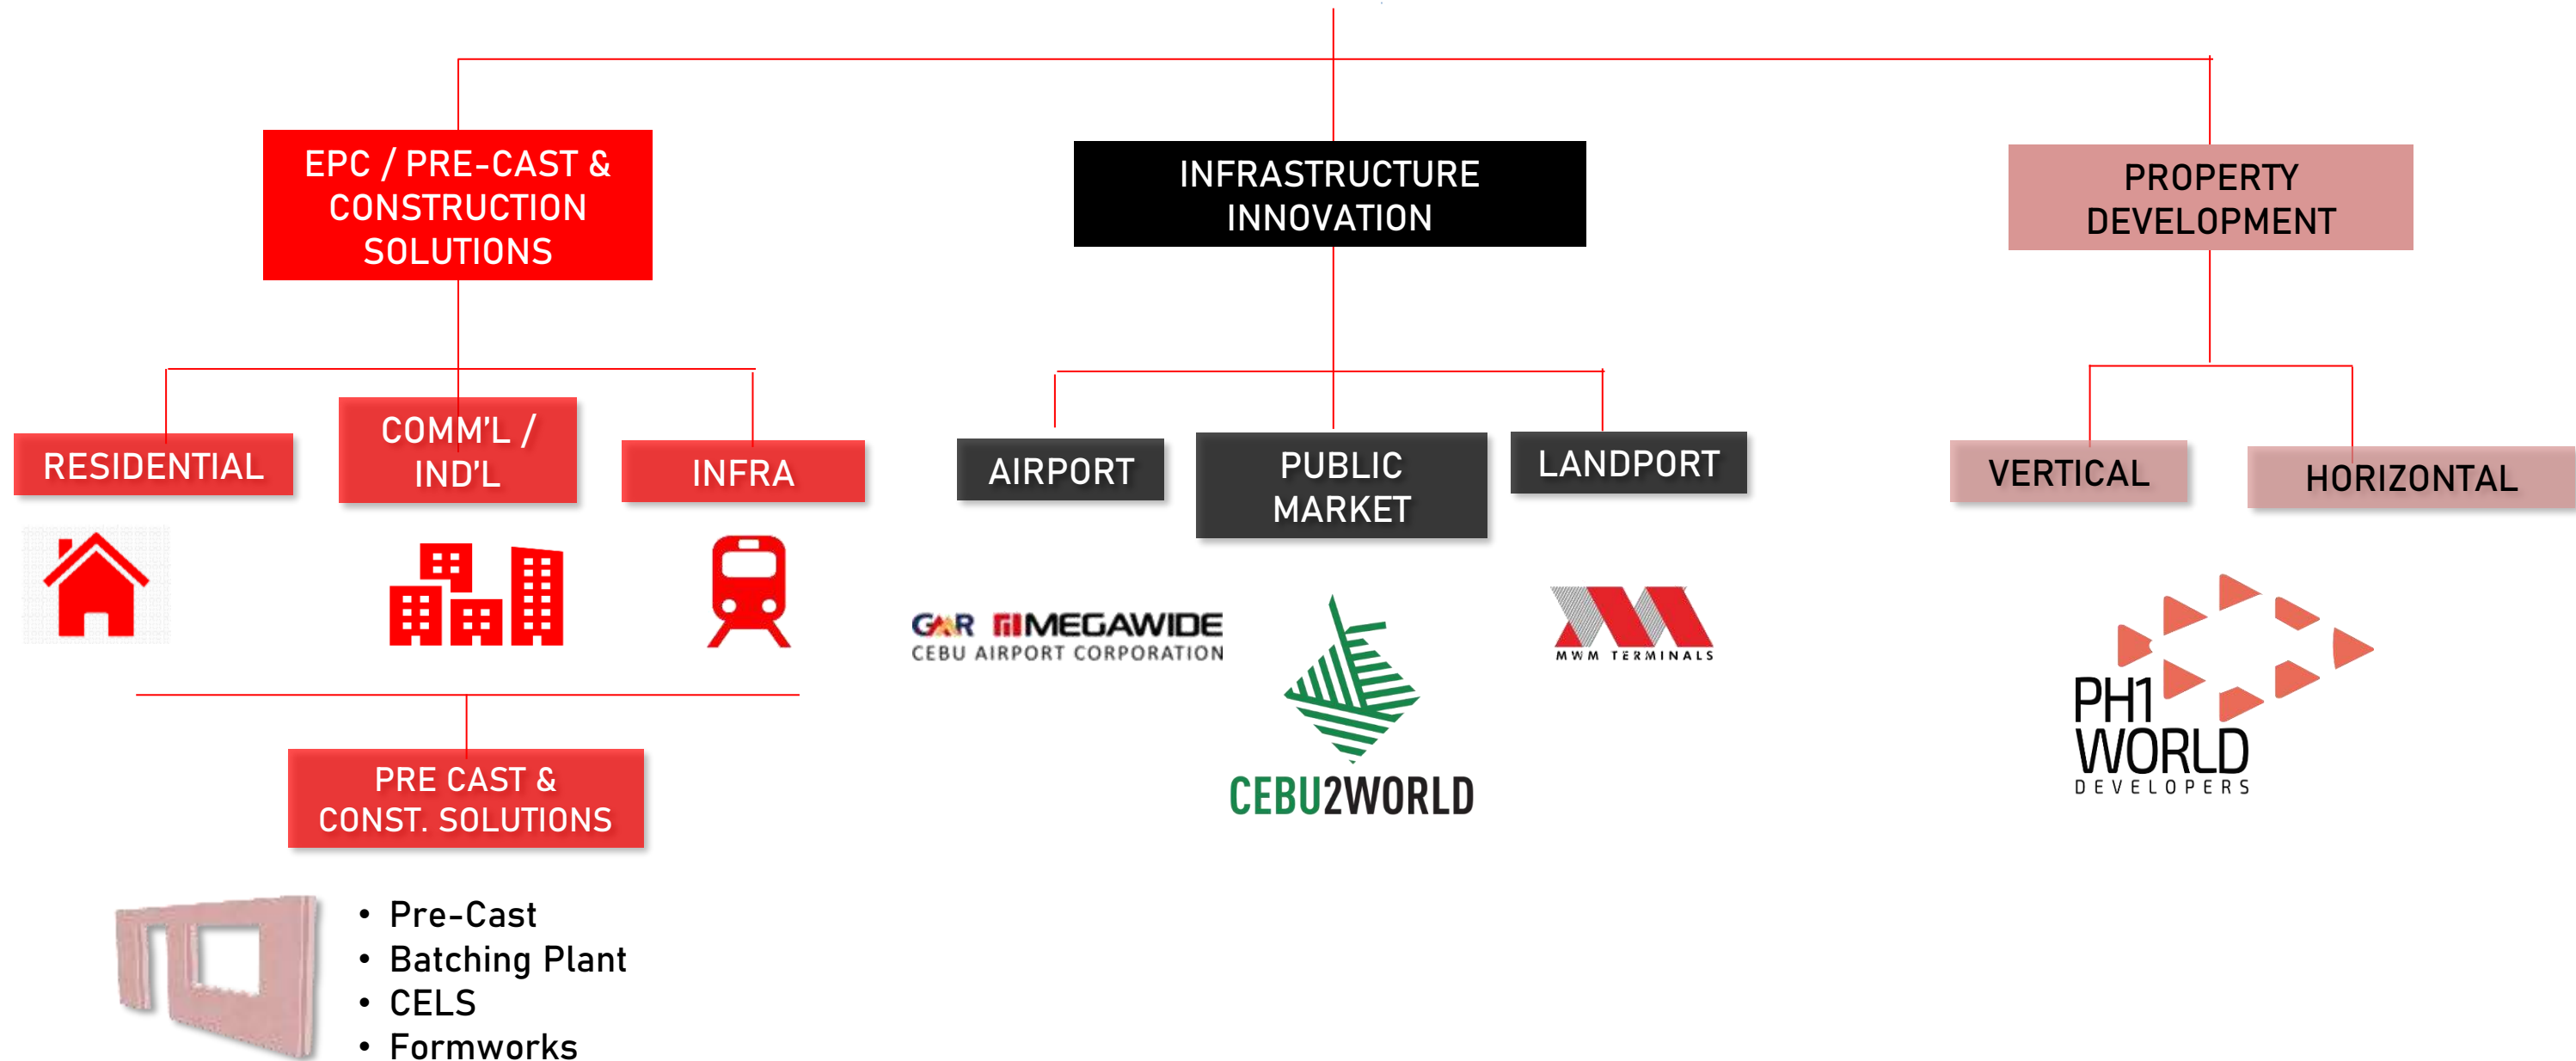 EPC / PRE-CAST &
CONSTRUCTION
SOLUTIONS
INFRASTRUCTURE
INNOVATION
PROPERTY
DEVELOPMENT
RESIDENTIAL
COMM'L /
IND'L
INFRA
AIRPORT
PUBLIC
MARKET
LANDPORT
VERTICAL
HORIZONTAL
GMR MEGAWIDE
CEBU AIRPORT CORPORATION
MWM TERMINALS
CEBU2WORLD
PH1
WORLD
DEVELOPERS
PRE CAST &
CONST. SOLUTIONS
• Pre-Cast
• Batching Plant
• CELS
• Formworks